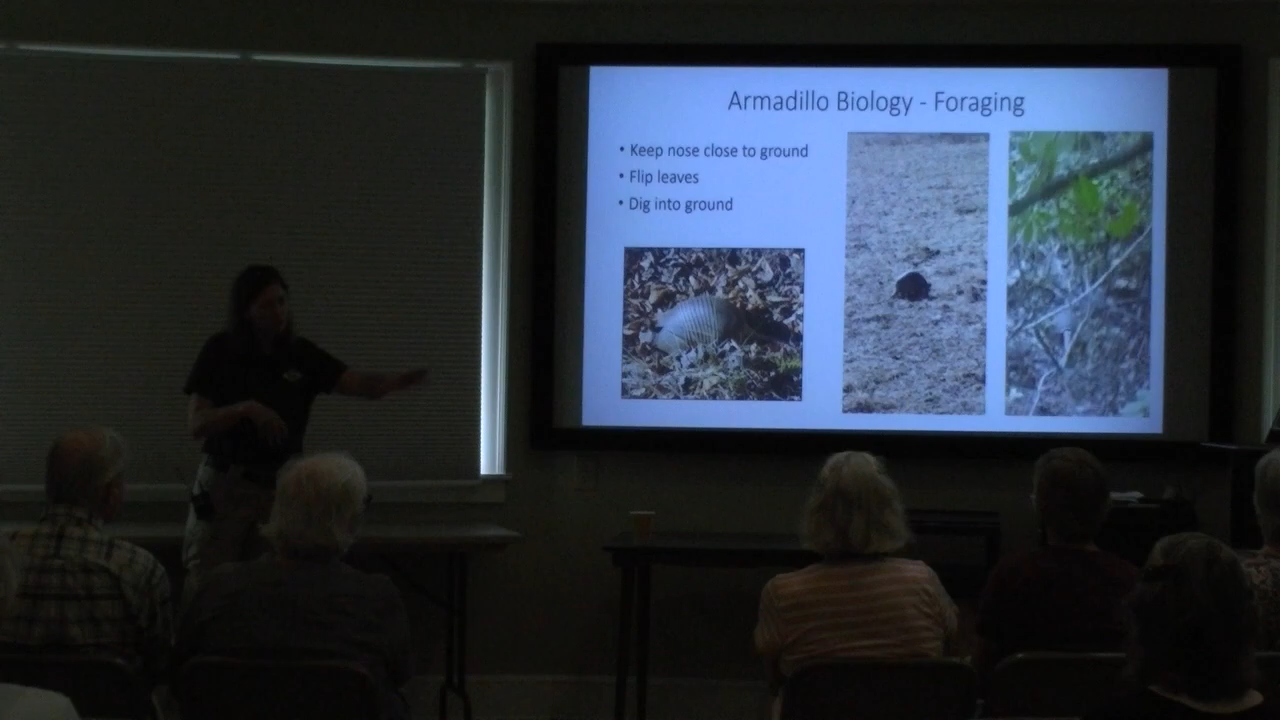 Armadillo Biology - Foraging
• Keep nose close to ground
• Flip leaves
• Dig into ground